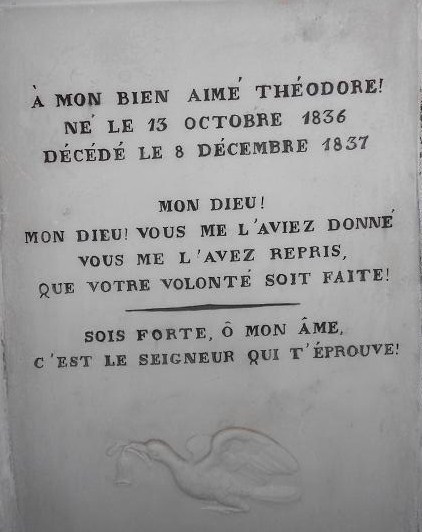 À MON BIEN AIMÉ THÉODORE!
NÉ LE 13 OCTOBRE 1836
DÉCÉDÉ LE 8 DÉCEMBRE 1837
MON DIEU!
MON DIEU! VOUS ME L'AVIEZ DONNÉ
VOUS ME L'AVEZ REPRIS,
QUE VOTRE VOLONTÉ SOIT FAITE!
SOIS FORTE, Ô MON ÂME,
C'EST LE SEIGNEUR QUI T'ÉPROUVE!